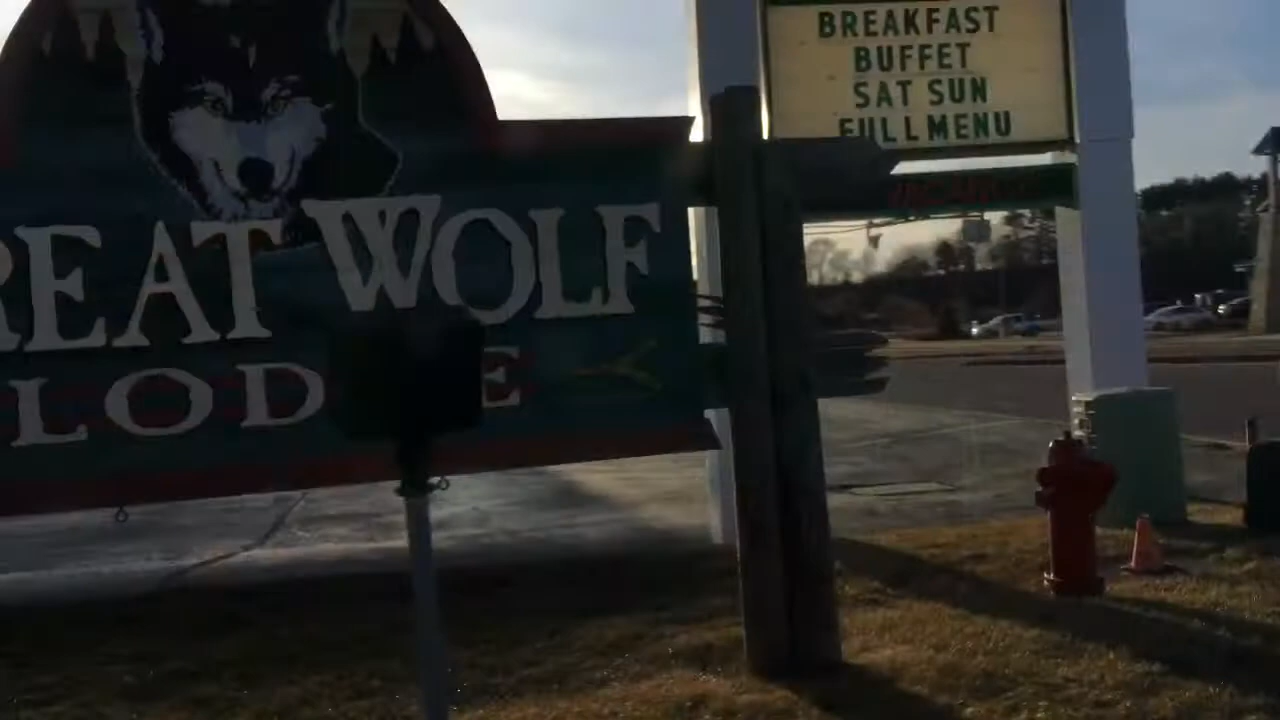 REAT WOLF
LOD E
BREAKFAST
BUFFET
SAT SUN
FULL MENU